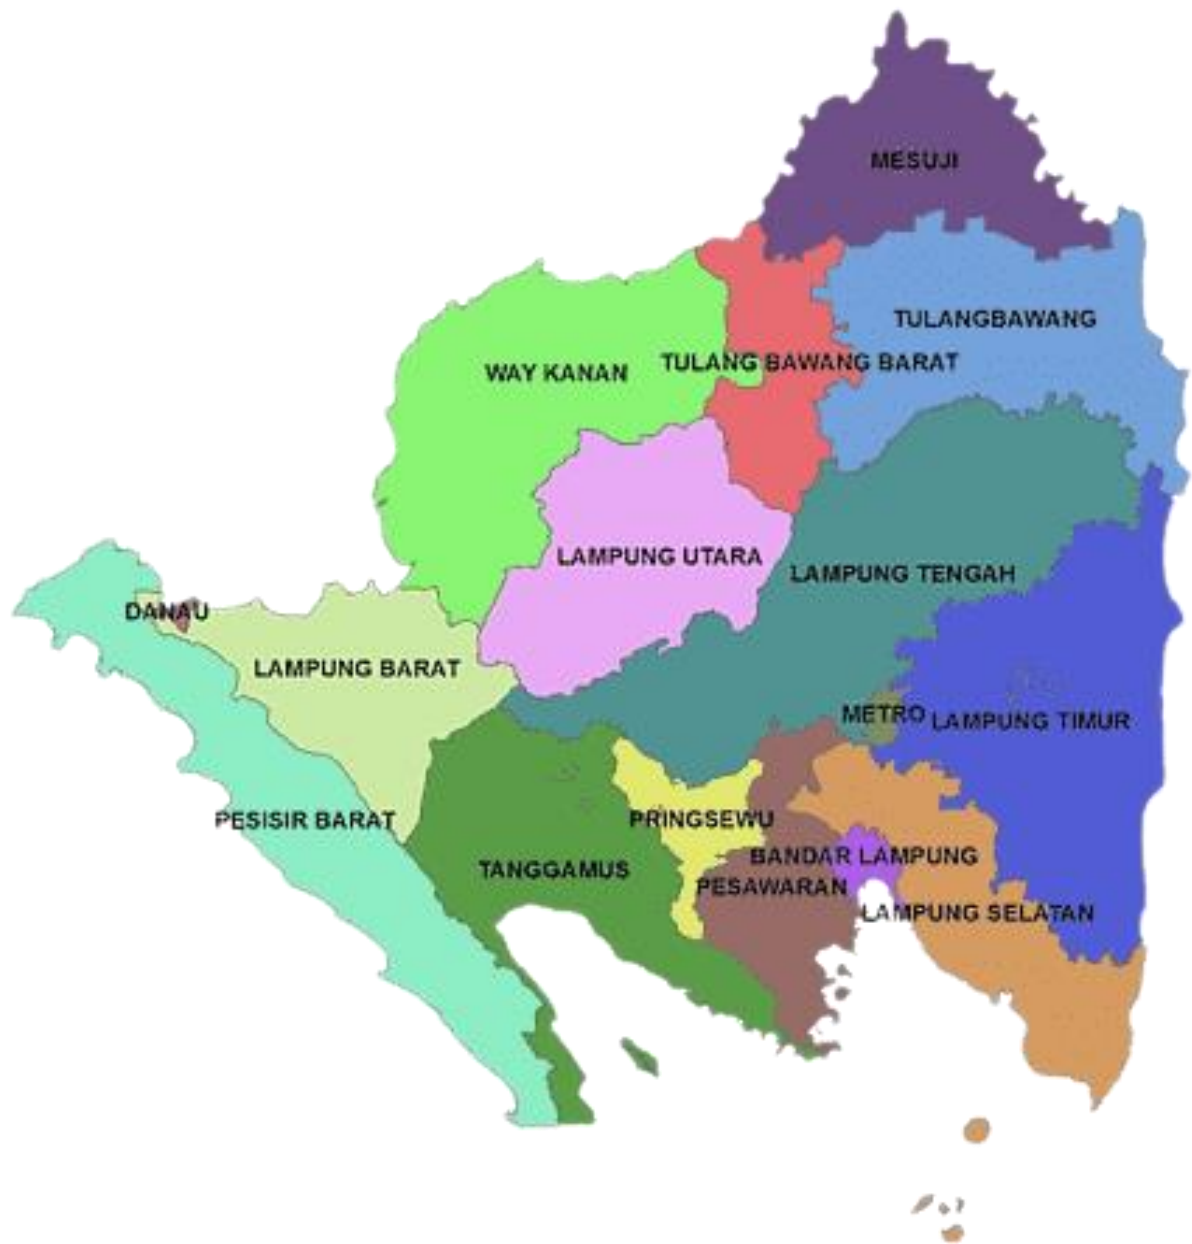 MESUJI
TULANGBAWANG
TULANG BAWANG BARAT
WAY KANAN
LAMPUNG UTARA
LAMPUNG TENGAH
DANAU
LAMPUNG BARAT
METRO
LAMPUNG TIMUR
PESISIR BARAT
PRINGSEWU
BANDAR LAMPUNG
TANGGAMUS
PESAWARAN
LAMPUNG SELATAN